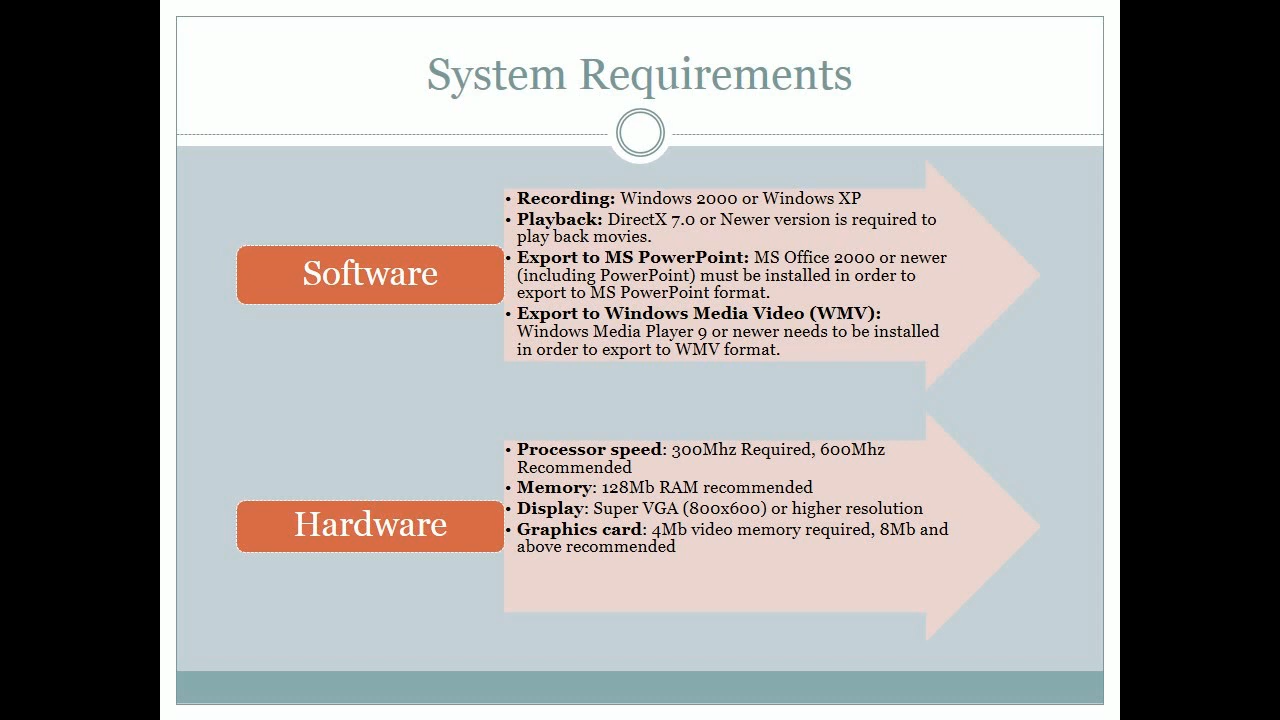 System Requirements
Software
• Recording: Windows 2000 or Windows XP
• Playback: DirectX 7.0 or Newer version is required to
play back movies.
• Export to MS PowerPoint: MS Office 2000 or newer
(including PowerPoint) must be installed in order to
export to MS PowerPoint format.
• Export to Windows Media Video (WMV):
Windows Media Player 9 or newer needs to be installed
in order to export to WMV format.
Hardware
• Processor speed: 300Mhz Required, 600Mhz
Recommended
• Memory: 128Mb RAM recommended
• Display: Super VGA (800x600) or higher resolution
• Graphics card: 4Mb video memory required, 8Mb and
above recommended